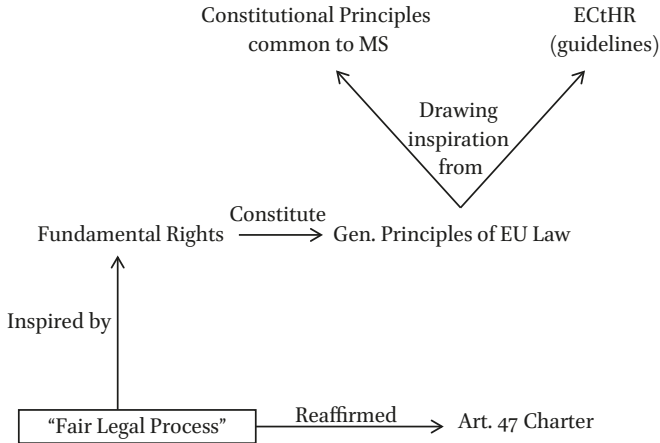 Constitutional Principles
common to MS
ECtHR
(guidelines)
Drawing
inspiration
from
Constitute
Fundamental Rights
Gen. Principles of EU Law
Inspired by
“Fair Legal Process”
Reaffirmed
Art. 47 Charter